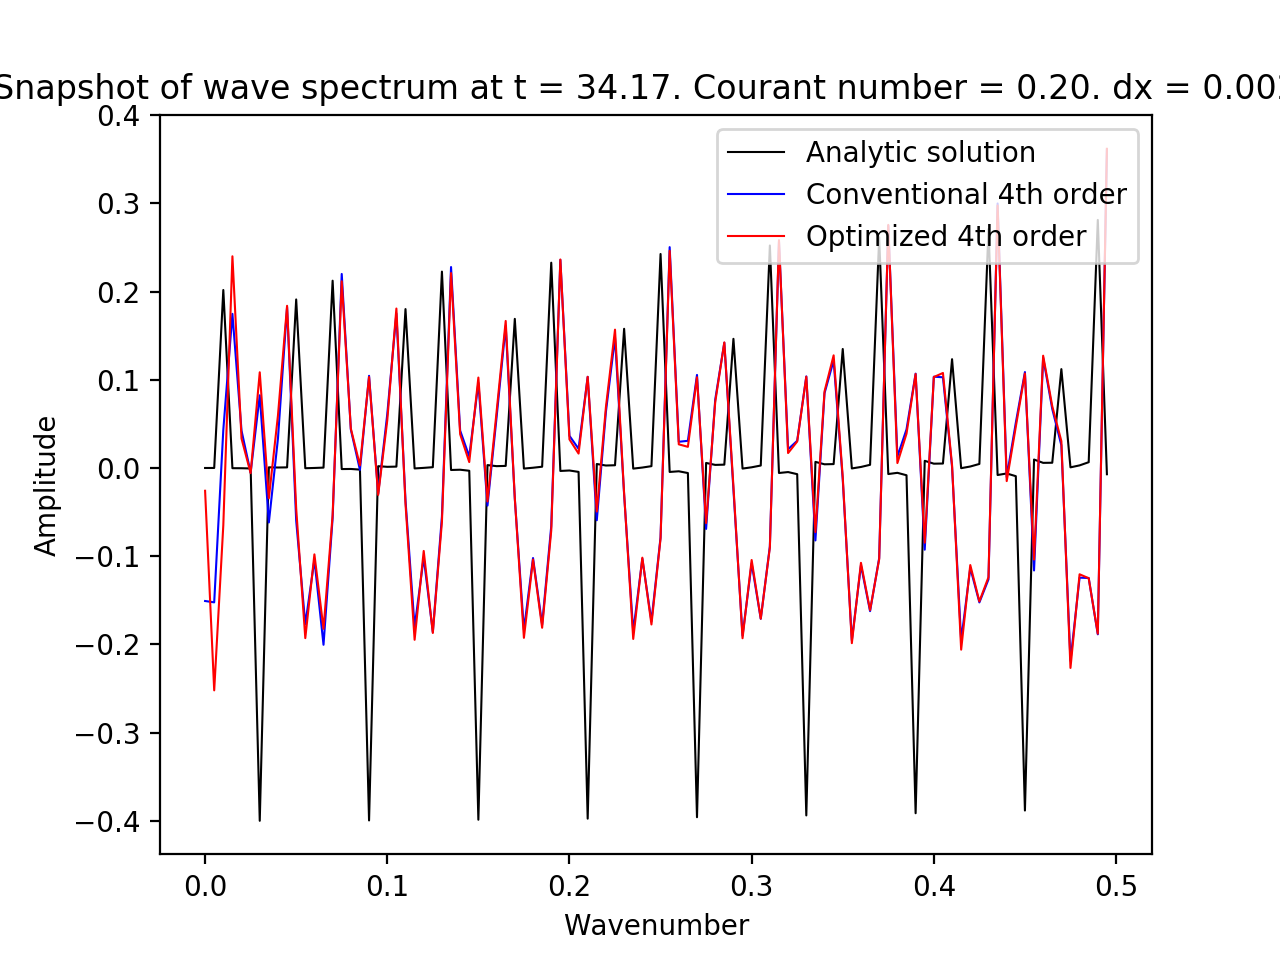 Snapshot of wave spectrum at t = 34.17. Courant number = 0.20. dx = 0.002
0.4
0.3
0.2
0.1
0.0
−0.1
−0.2
−0.3
−0.4
Amplitude
Analytic solution
Conventional 4th order
Optimized 4th order
0.0 0.1 0.2 0.3 0.4 0.5
Wavenumber